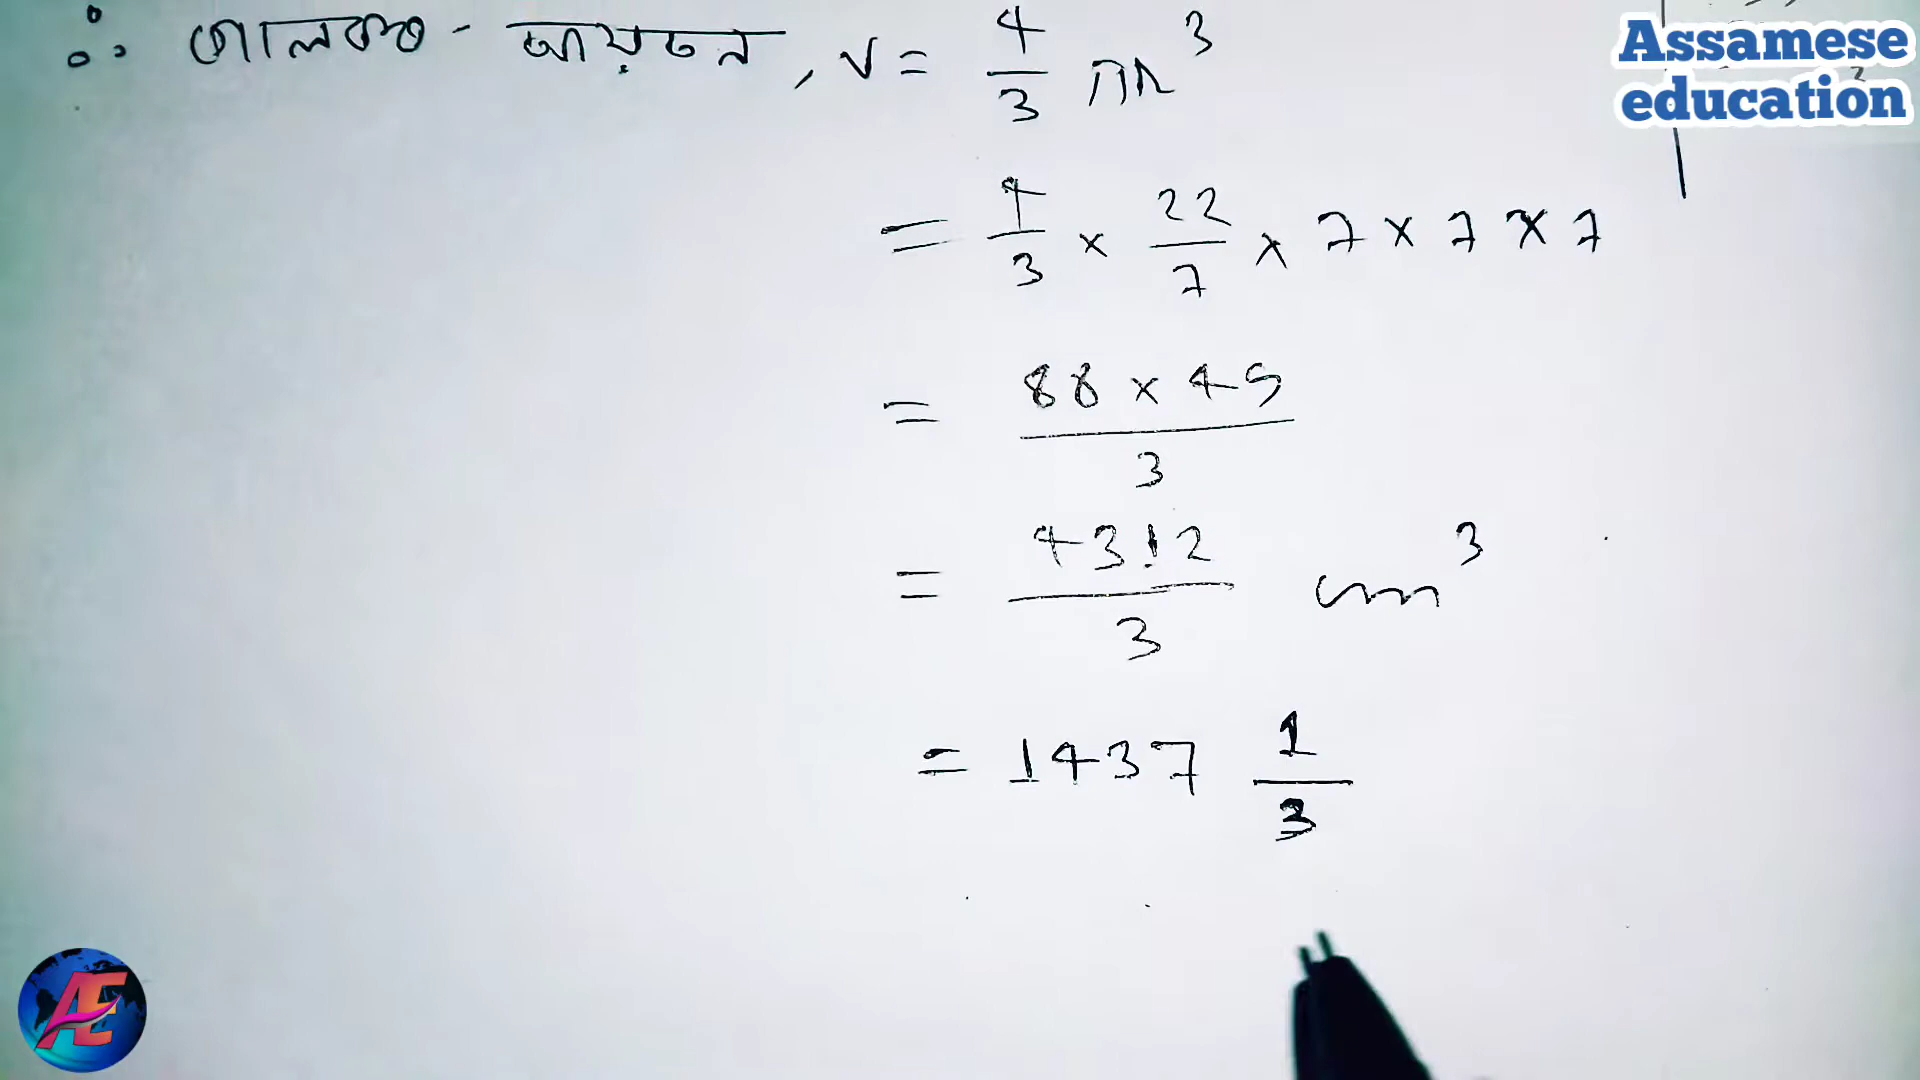 ∴ গোলকৰ আয়তন, V = 4/3 πr³
Assamese
education
= 4/3 × 22/7 × 7 × 7 × 7
= 88 × 49 / 3
= 4312 / 3 cm³
= 1437 1/3
AE